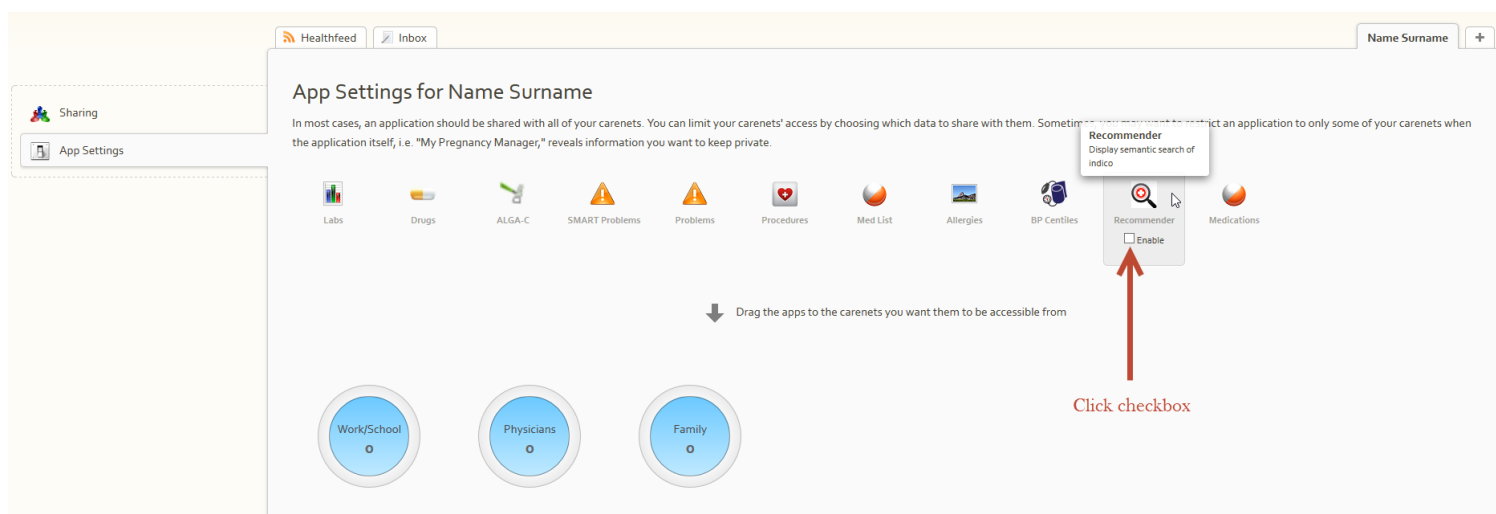 Healthfeed
Inbox
Name Surname
+
Sharing
App Settings
App Settings for Name Surname
In most cases, an application should be shared with all of your carenets. You can limit your carenets' access by choosing which data to share with them. Sometimes, you may want to restrict an application to only some of your carenets when
the application itself, i.e. "My Pregnancy Manager," reveals information you want to keep private.
Recommender
Display semantic search of
indico
Labs
Drugs
ALGA-C
SMART Problems
Problems
Procedures
Med List
Allergies
BP Centiles
Recommender
Medications
Enable
Drag the apps to the carenets you want them to be accessible from
Click checkbox
Work/School
0
Physicians
0
Family
0